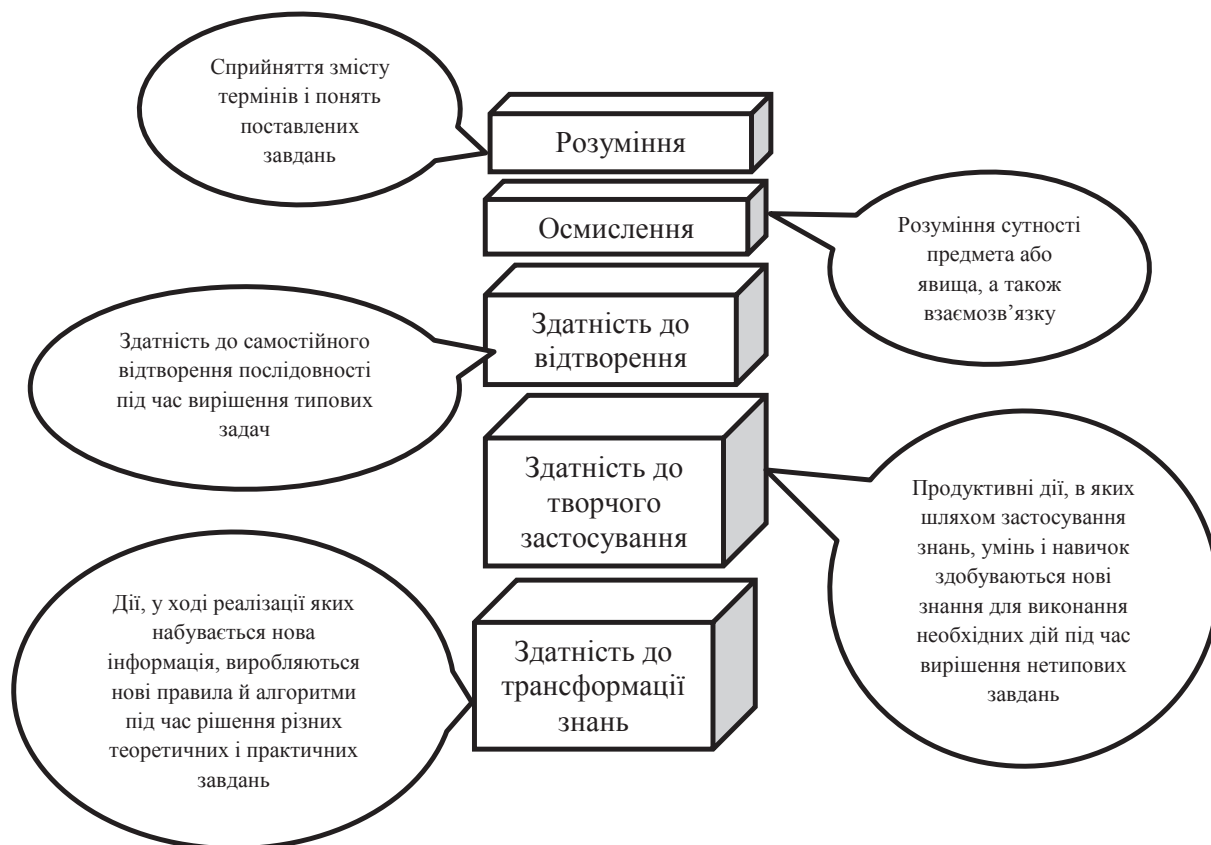 Сприйняття змісту
термінів і понять
поставлених
завдань
Розуміння
Осмислення
Розуміння сутності
предмета або
явища, а також
взаємозв’язку
Здатність до
відтворення
Здатність до самостійного
відтворення послідовності
під час вирішення типових
задач
Здатність до
творчого
застосування
Продуктивні дії, в яких
шляхом застосування
знань, умінь і навичок
здобуваються нові
знання для виконання
необхідних дій під час
вирішення нетипових
завдань
Дії, у ході реалізації яких
набувається нова
інформація, виробляються
нові правила й алгоритми
під час рішення різних
теоретичних і практичних
завдань
Здатність до
трансформації
знань